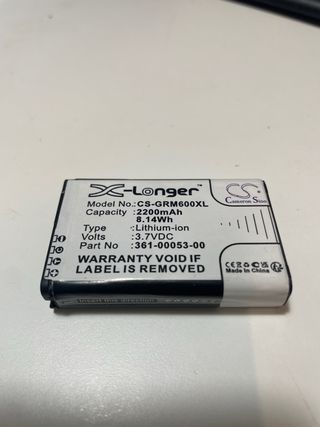 X-Longer
CS
Cameron Sino
Model No.:CS-GRM600XL
Capacity :2200mAh
8.14Wh
Type :Lithium-ion
Volts :3.7VDC
Part No :361-00053-00
WARRANTY VOID IF
LABEL IS REMOVED
MADE IN CHINA